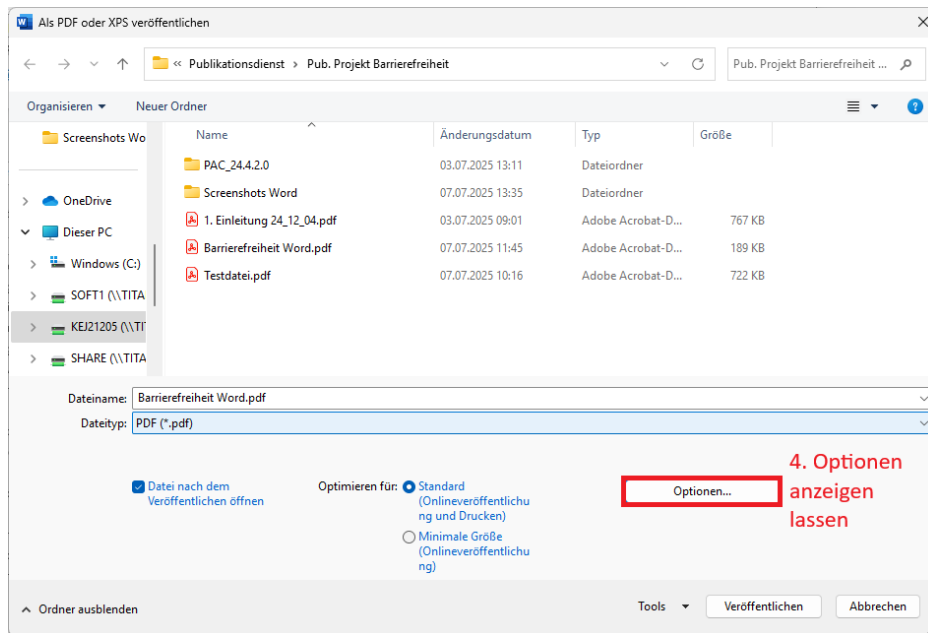 Als PDF oder XPS veröffentlichen
« Publikationsdienst › Pub. Projekt Barrierefreiheit
Pub. Projekt Barrierefreiheit ...
Organisieren
Neuer Ordner
Name Änderungsdatum Typ Größe
Screenshots Wo
OneDrive
Dieser PC
Windows (C:)
SOFT1 (\\TITA
KEJ21205 (\\TI
SHARE (\\TITA
PAC_24.4.2.0 03.07.2025 13:11 Dateiordner
Screenshots Word 07.07.2025 13:35 Dateiordner
1. Einleitung 24_12_04.pdf 03.07.2025 09:01 Adobe Acrobat-D... 767 KB
Barrierefreiheit Word.pdf 07.07.2025 11:45 Adobe Acrobat-D... 189 KB
Testdatei.pdf 07.07.2025 10:16 Adobe Acrobat-D... 722 KB
Dateiname: Barrierefreiheit Word.pdf
Dateityp: PDF (*.pdf)
Datei nach dem
Veröffentlichen öffnen
Optimieren für:
Standard
(Onlineveröffentlichu
ng und Drucken)
Minimale Größe
(Onlineveröffentlichu
ng)
Optionen...
4. Optionen
anzeigen
lassen
Ordner ausblenden
Tools
Veröffentlichen
Abbrechen